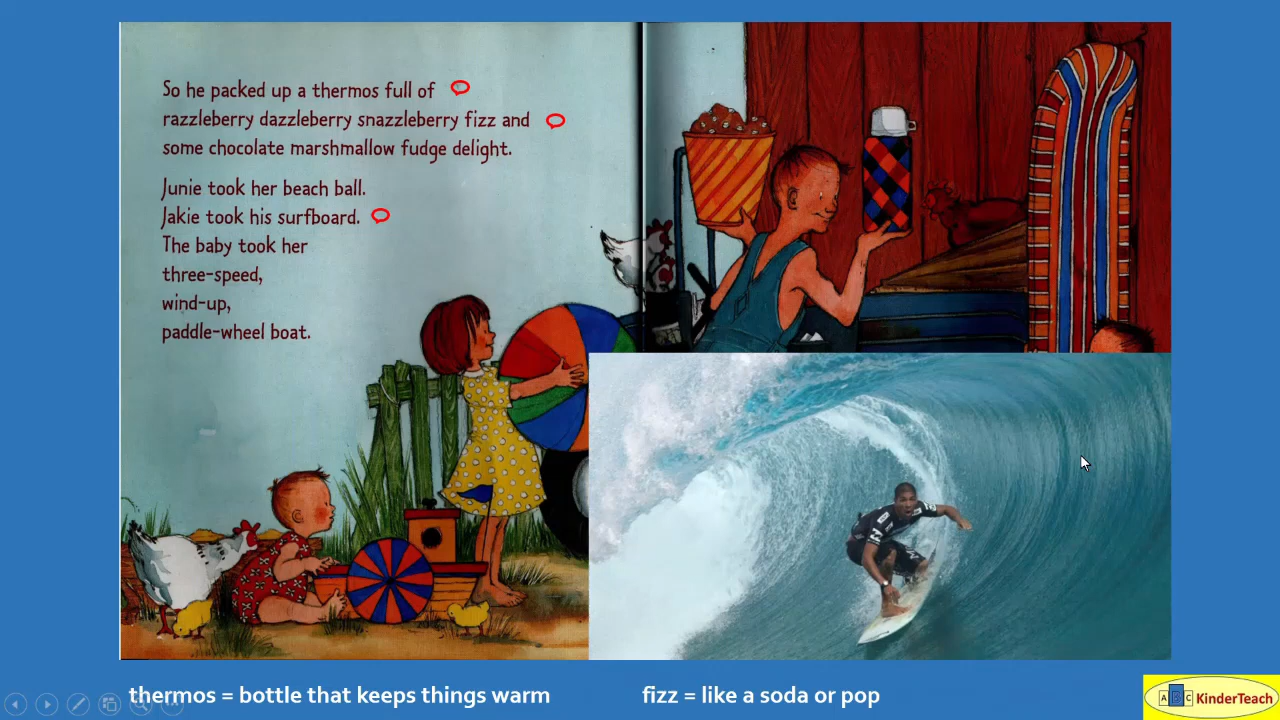 So he packed up a thermos full of
razzleberry dazzleberry snazzleberry fizz and
some chocolate marshmallow fudge delight.
Junie took her beach ball.
Jakie took his surfboard.
The baby took her
three-speed,
wind-up,
paddle-wheel boat.
thermos = bottle that keeps things warm
fizz = like a soda or pop
ABC KinderTeach